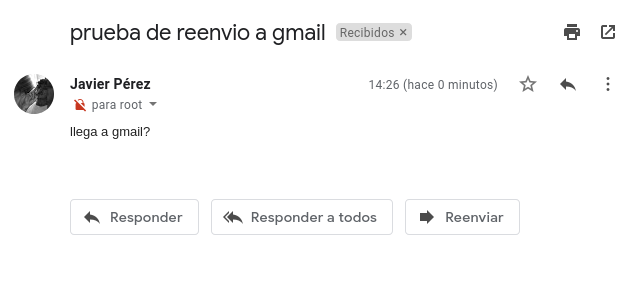 prueba de reenvio a gmail Recibidos ×
Javier Pérez 14:26 (hace 0 minutos)
para root
llega a gmail?
Responder Responder a todos Reenviar